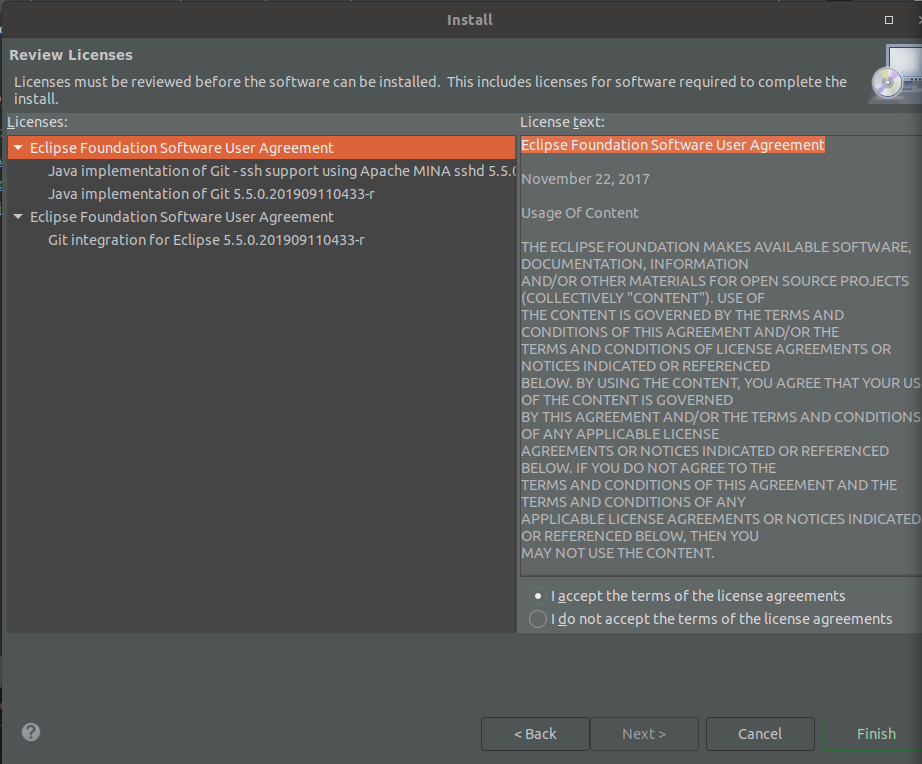 Install
Review Licenses
Licenses must be reviewed before the software can be installed.  This includes licenses for software required to complete the
install.
Licenses:
Eclipse Foundation Software User Agreement
Java implementation of Git - ssh support using Apache MINA sshd 5.5.0
Java implementation of Git 5.5.0.201909110433-r
Eclipse Foundation Software User Agreement
Git integration for Eclipse 5.5.0.201909110433-r
License text:
Eclipse Foundation Software User Agreement
November 22, 2017
Usage Of Content
THE ECLIPSE FOUNDATION MAKES AVAILABLE SOFTWARE,
DOCUMENTATION, INFORMATION
AND/OR OTHER MATERIALS FOR OPEN SOURCE PROJECTS
(COLLECTIVELY "CONTENT"). USE OF
THE CONTENT IS GOVERNED BY THE TERMS AND
CONDITIONS OF THIS AGREEMENT AND/OR THE
TERMS AND CONDITIONS OF LICENSE AGREEMENTS OR
NOTICES INDICATED OR REFERENCED
BELOW. BY USING THE CONTENT, YOU AGREE THAT YOUR US
OF THE CONTENT IS GOVERNED
BY THIS AGREEMENT AND/OR THE TERMS AND CONDITIONS
OF ANY APPLICABLE LICENSE
AGREEMENTS OR NOTICES INDICATED OR REFERENCED
BELOW. IF YOU DO NOT AGREE TO THE
TERMS AND CONDITIONS OF THIS AGREEMENT AND THE
TERMS AND CONDITIONS OF ANY
APPLICABLE LICENSE AGREEMENTS OR NOTICES INDICATED
OR REFERENCED BELOW, THEN YOU
MAY NOT USE THE CONTENT.
I accept the terms of the license agreements
I do not accept the terms of the license agreements
?
< Back
Next >
Cancel
Finish